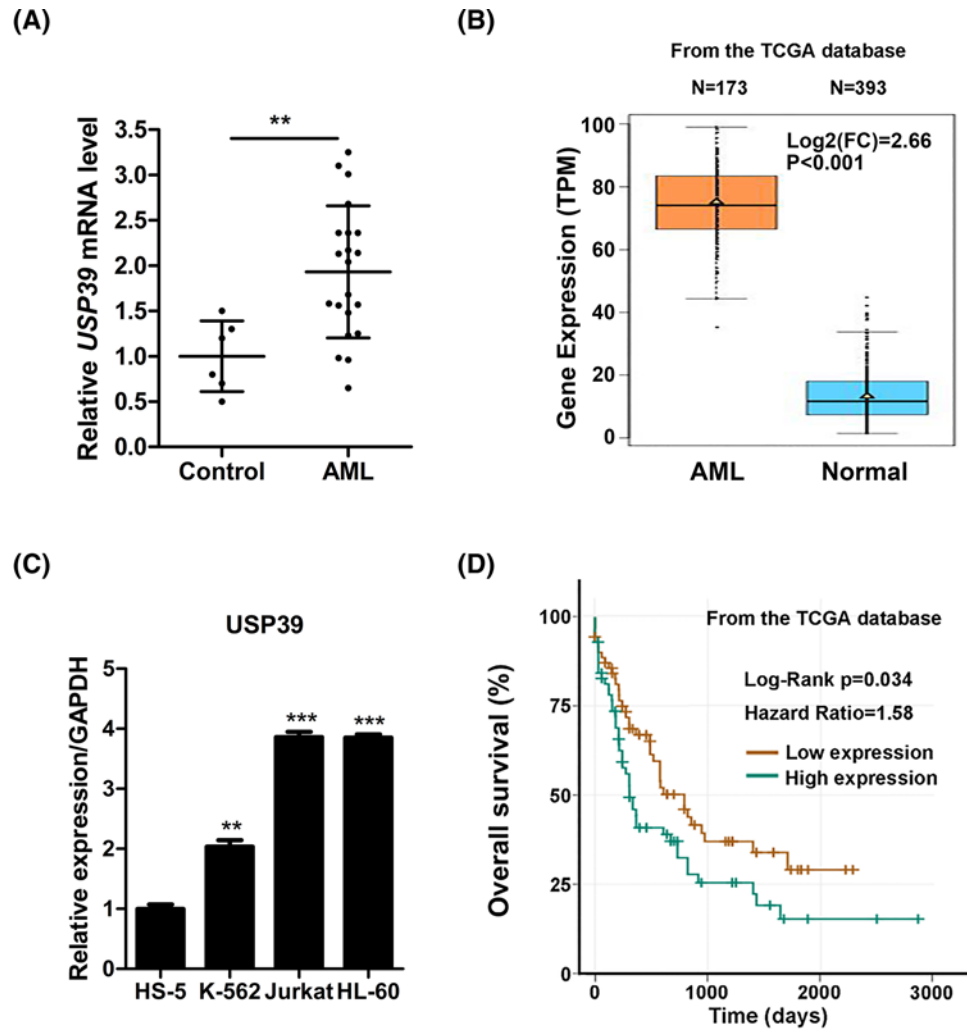 (A)
**
Relative USP39 mRNA level
3.5
3.0
2.5
2.0
1.5
1.0
0.5
0.0
Control
AML
(B)
From the TCGA database
N=173
N=393
Log2(FC)=2.66
P<0.001
Gene Expression (TPM)
100
80
60
40
20
0
AML
Normal
(C)
USP39
Relative expression/GAPDH
5
4
3
2
1
0
**
***
***
HS-5
K-562
Jurkat
HL-60
(D)
From the TCGA database
Log-Rank p=0.034
Hazard Ratio=1.58
Low expression
High expression
Overall survival (%)
100
75
50
25
0
0
1000
2000
3000
Time (days)